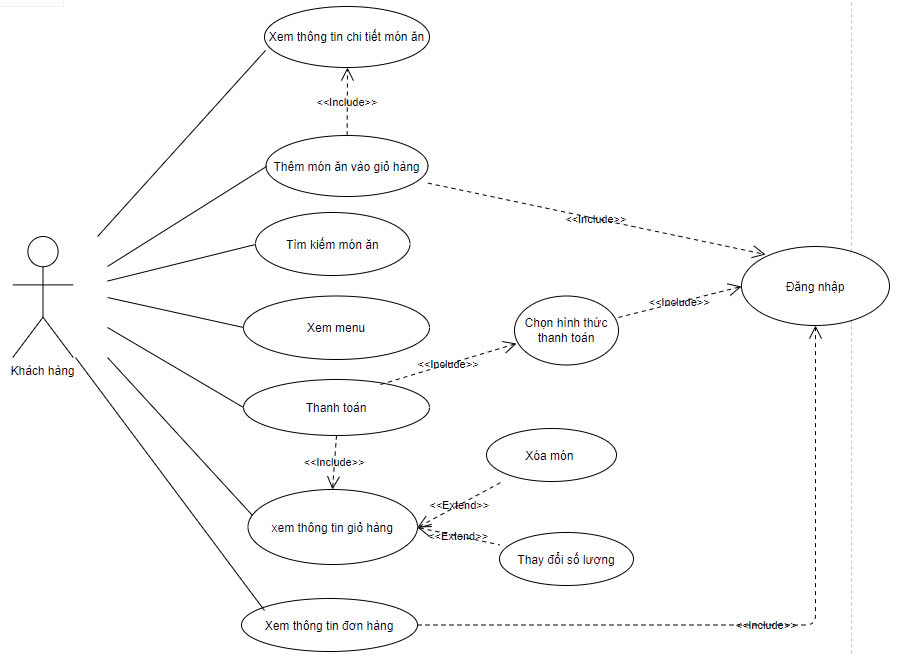 Xem thông tin chi tiết món ăn
<<Include>>
Thêm món ăn vào giỏ hàng
<<Include>>
Tìm kiếm món ăn
Đăng nhập
<<Include>>
Chọn hình thức
thanh toán
Xem menu
<<Include>>
Khách hàng
Thanh toán
Xóa món
<<Include>>
<<Extend>>
xem thông tin giỏ hàng
<<Extend>>
Thay đổi số lượng
Xem thông tin đơn hàng
<<Include>>